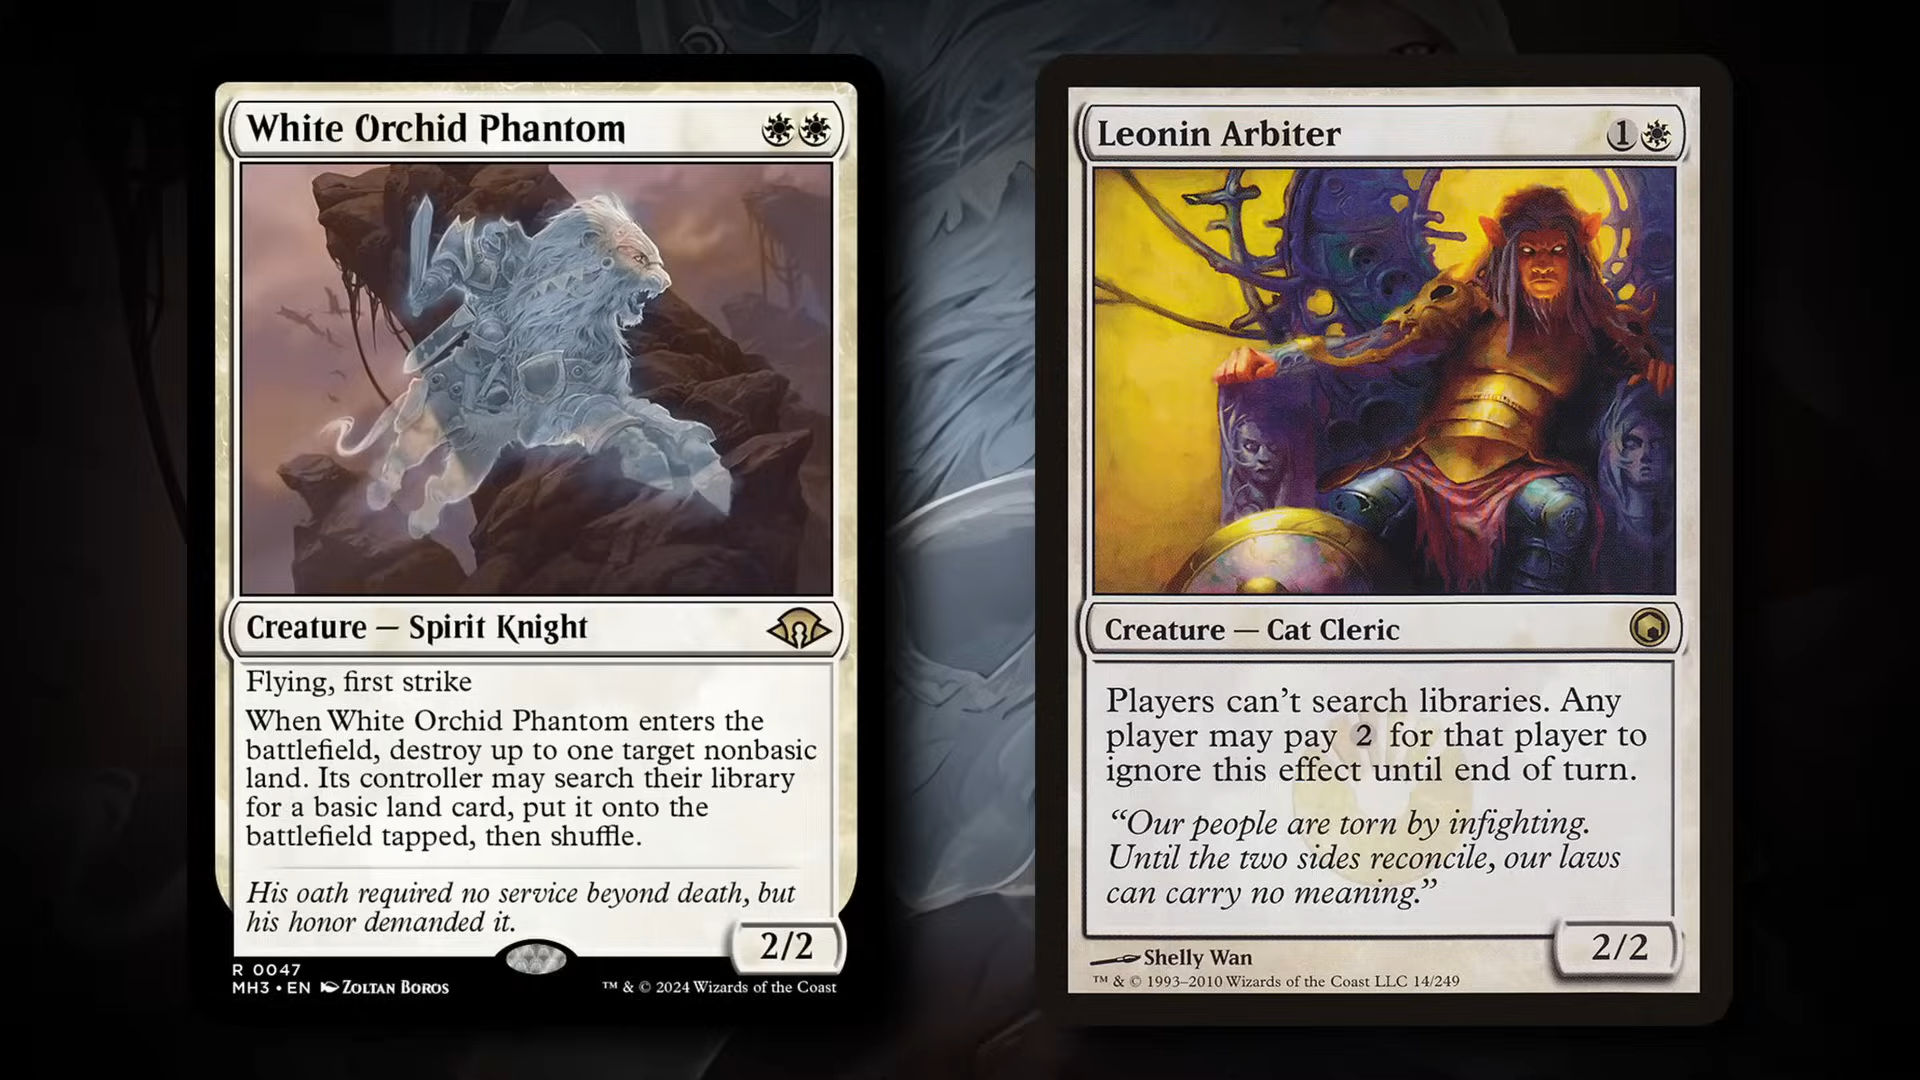 White Orchid Phantom
Creature — Spirit Knight
Flying, first strike
When White Orchid Phantom enters the
battlefield, destroy up to one target nonbasic
land. Its controller may search their library
for a basic land card, put it onto the
battlefield tapped, then shuffle.
His oath required no service beyond death, but
his honor demanded it.
2/2
R 0047
MH3 • EN Zoltan Boros
™ & © 2024 Wizards of the Coast
Leonin Arbiter
1
Creature — Cat Cleric
Players can't search libraries. Any
player may pay 2 for that player to
ignore this effect until end of turn.
“Our people are torn by infighting.
Until the two sides reconcile, our laws
can carry no meaning.”
2/2
Shelly Wan
™ & © 1993–2010 Wizards of the Coast LLC 14/249